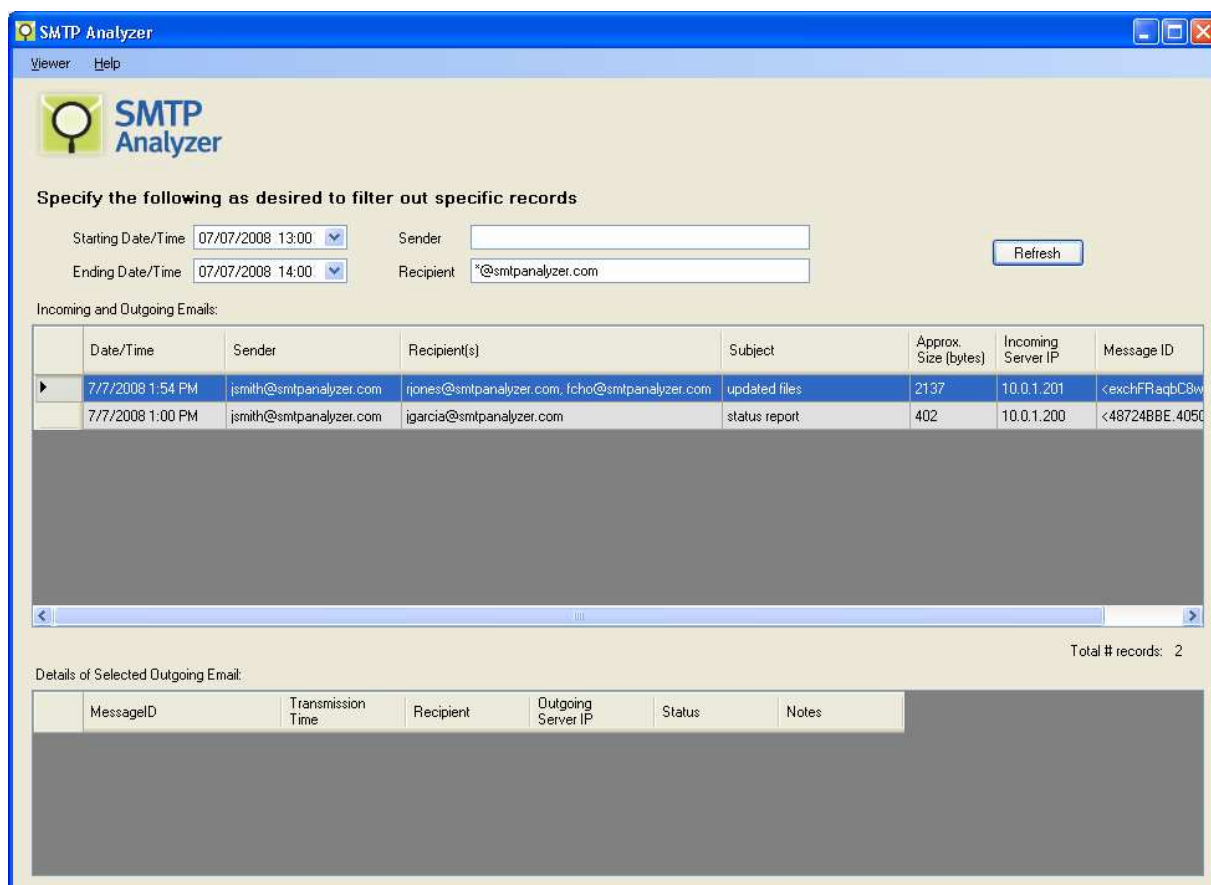 SMTP Analyzer
Viewer Help
SMTP
Analyzer
Specify the following as desired to filter out specific records
Starting Date/Time 07/07/2008 13:00 Sender
Refresh
Ending Date/Time 07/07/2008 14:00 Recipient *@smtpanalyzer.com
Incoming and Outgoing Emails:
Date/Time Sender Recipient(s) Subject Approx. Size (bytes) Incoming Server IP Message ID
7/7/2008 1:54 PM jsmith@smtpanalyzer.com rjones@smtpanalyzer.com, fcho@smtpanalyzer.com updated files 2137 10.0.1.201 <exchFRaqbC8w
7/7/2008 1:00 PM jsmith@smtpanalyzer.com jgarcia@smtpanalyzer.com status report 402 10.0.1.200 <48724BBE.4050
Total # records: 2
Details of Selected Outgoing Email:
MessageID Transmission Time Recipient Outgoing Server IP Status Notes